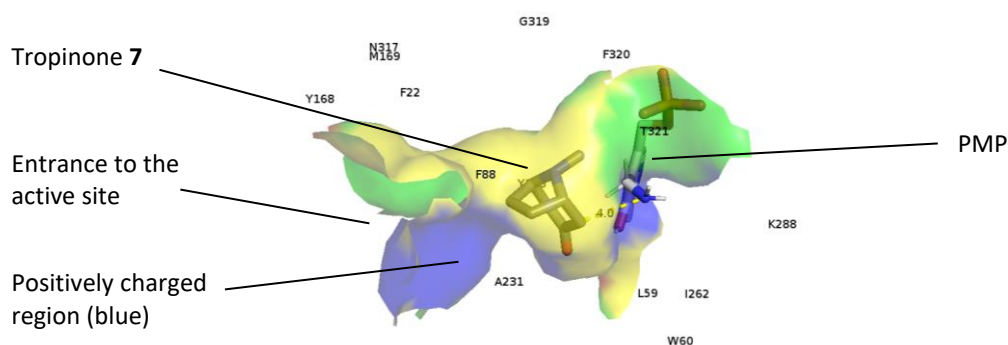 G319
Tropinone 7
N317
M169
F320
F22
Y168
T321
PMP
Entrance to the
active site
F88
4.0
K288
Positively charged
region (blue)
A231
L59
I262
W60